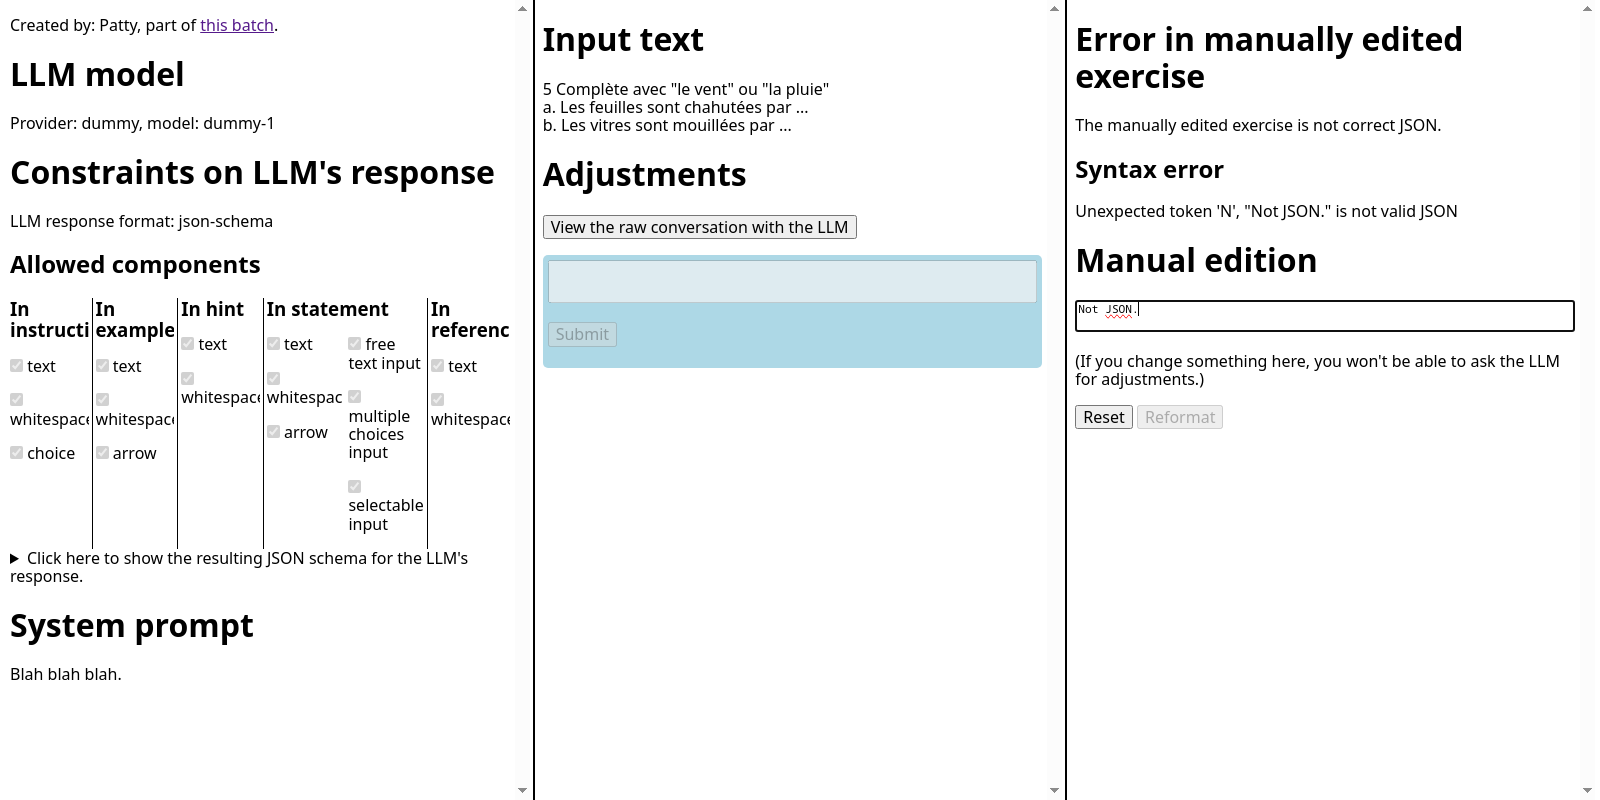 Created by: Patty, part of this batch.
LLM model
Provider: dummy, model: dummy-1
Constraints on LLM's response
LLM response format: json-schema
Allowed components
In
instructi
text
whitespace
choice
In
example
text
whitespace
arrow
In hint
text
whitespace
In statement
text
whitespac
arrow
free
text input
multiple
choices
input
selectable
input
In
referenc
text
whitespace
Click here to show the resulting JSON schema for the LLM's
response.
System prompt
Blah blah blah.
Input text
5 Complète avec "le vent" ou "la pluie"
a. Les feuilles sont chahutées par ...
b. Les vitres sont mouillées par ...
Adjustments
View the raw conversation with the LLM
Submit
Error in manually edited
exercise
The manually edited exercise is not correct JSON.
Syntax error
Unexpected token 'N', "Not JSON." is not valid JSON
Manual edition
Not JSON.
(If you change something here, you won't be able to ask the LLM
for adjustments.)
Reset Reformat